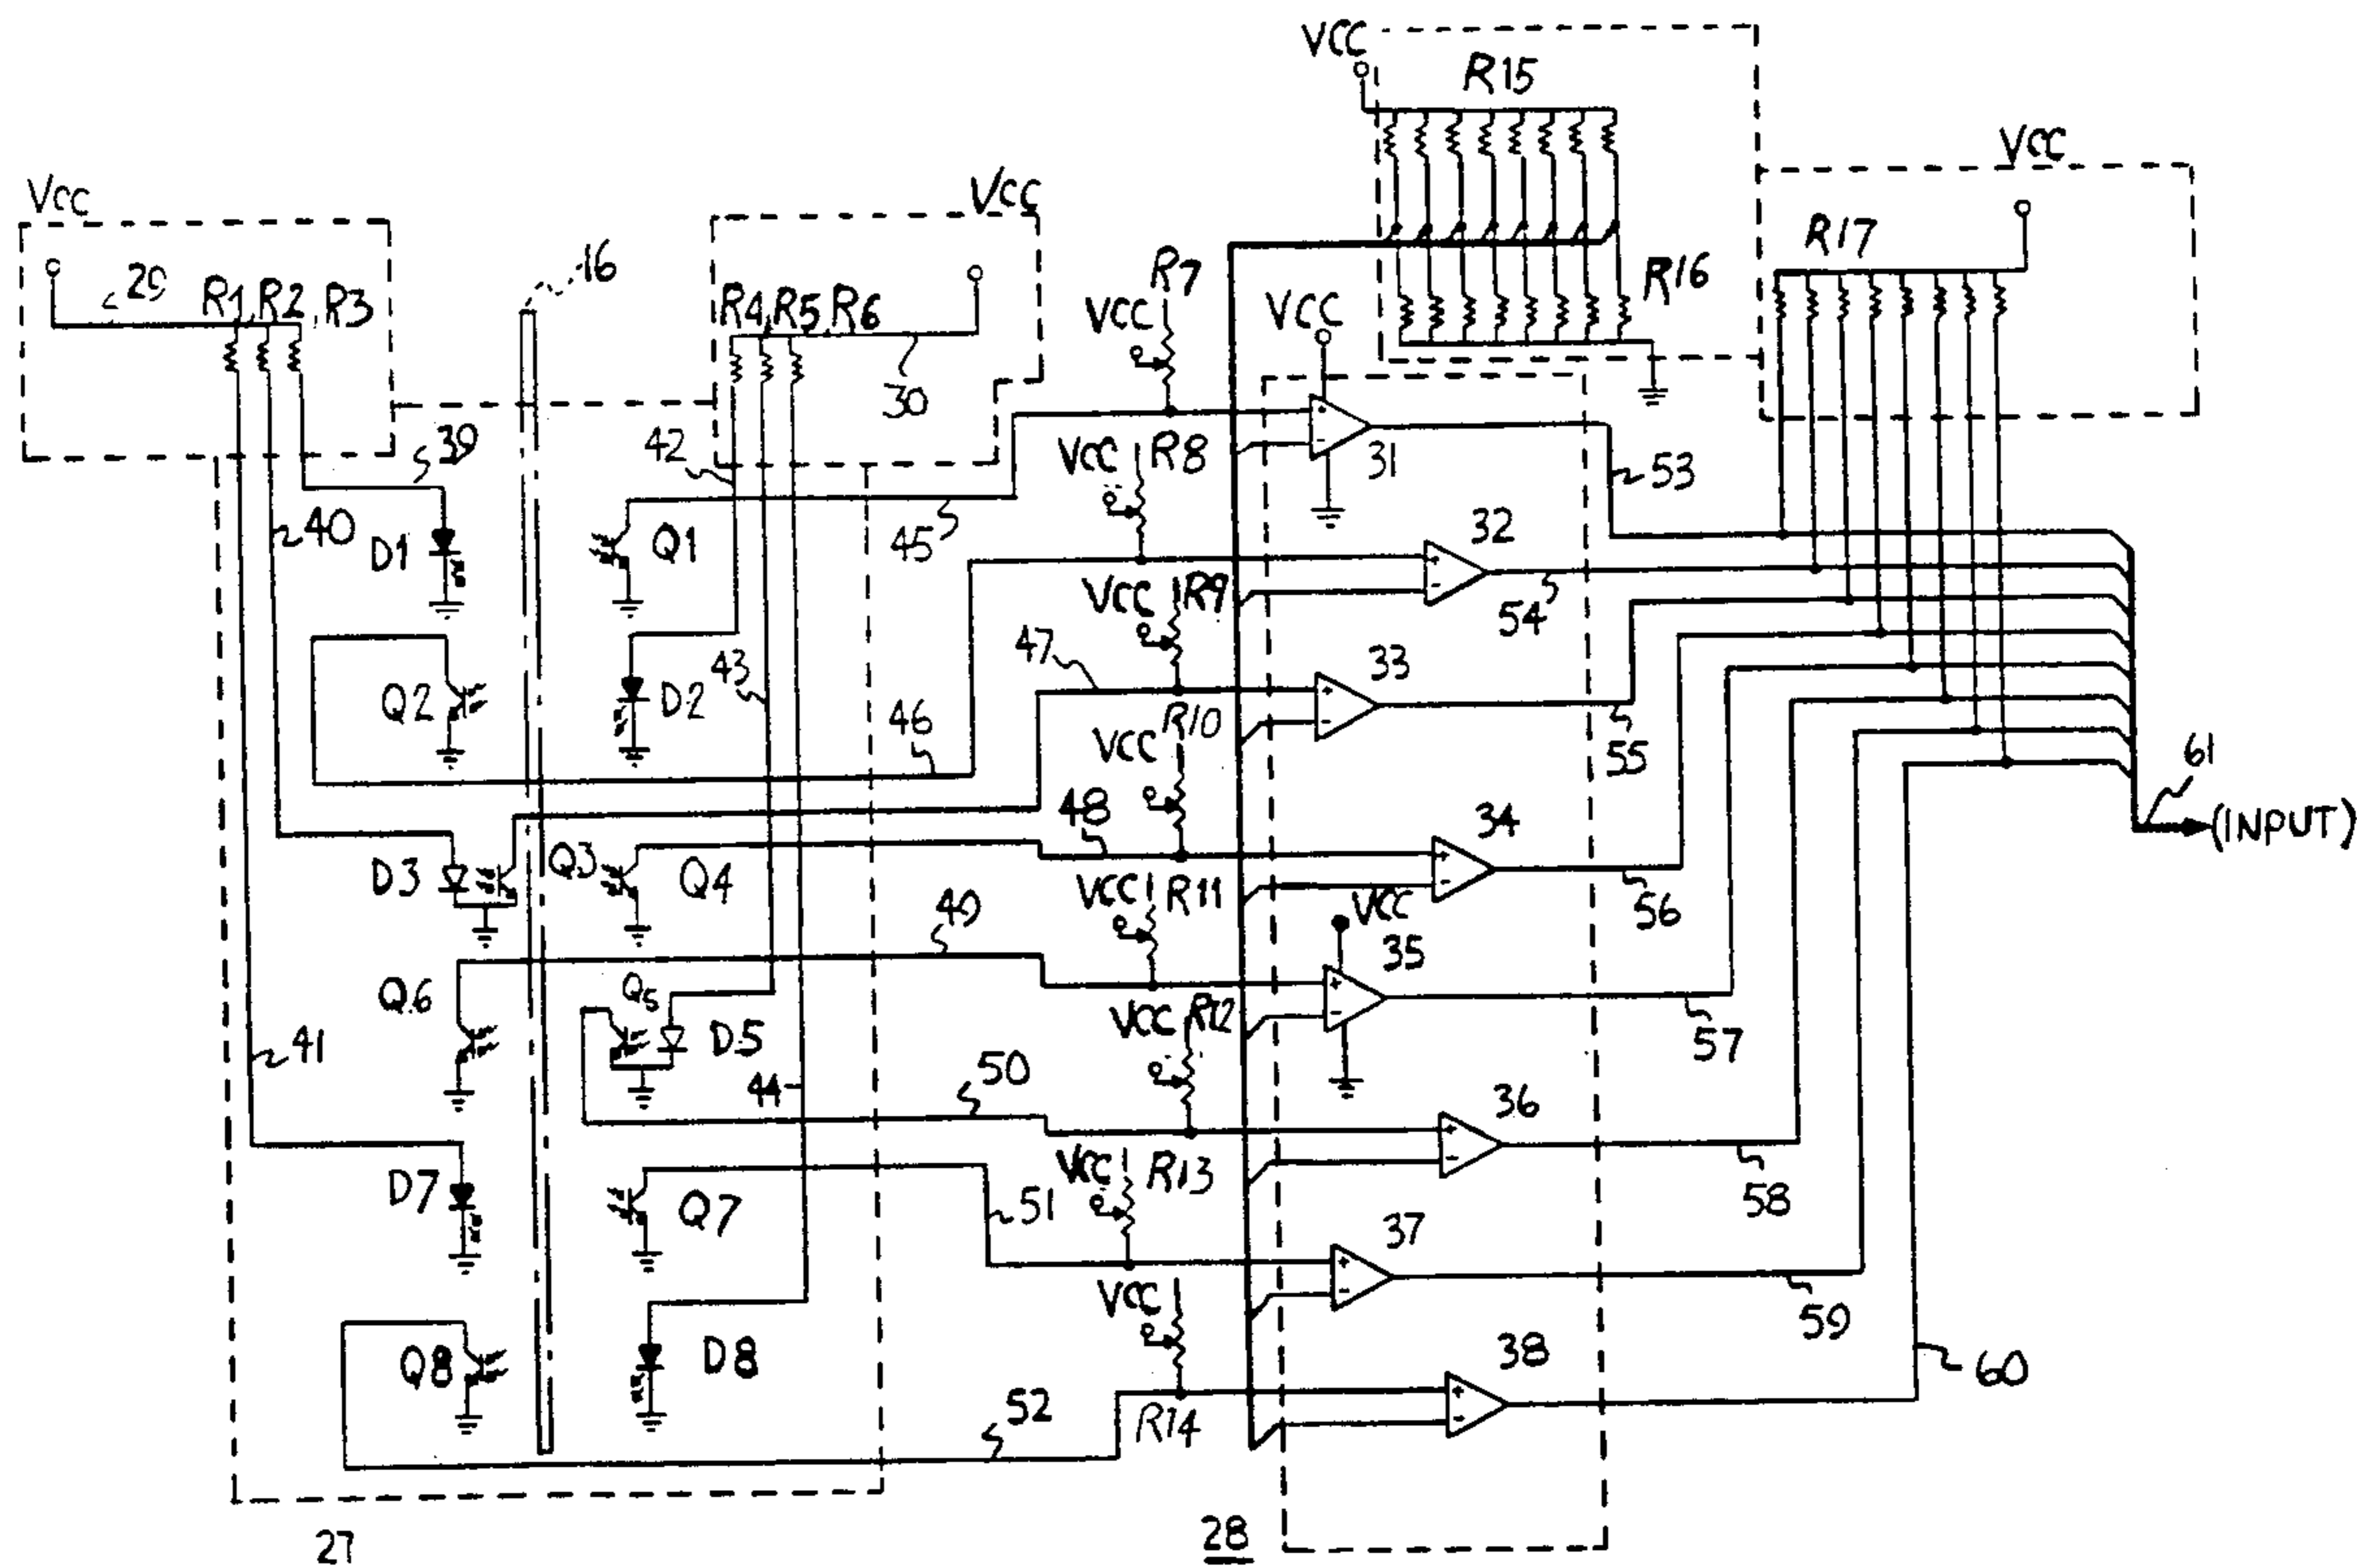 VCC
R15
VCC
VCC
VCC
29
R1 R2 R3
16
R4 R5 R6
30
R7
VCC
VCC
R16
R17
39
42
VCC
R8
31
53
40
D1
Q1
45
32
VCC
R9
54
Q2
43
D2
46
47
33
R10
VCC
55
61
(INPUT)
48
34
D3
Q3
Q4
VCC
R11
VCC
56
49
35
Q6
Q5
D5
VCC
R12
57
41
44
50
36
D7
Q7
VCC
R13
58
51
37
VCC
59
Q8
D8
38
60
52
R14
27
28
+
-
+
-
+
-
+
-
+
-
+
-
+
-
+
-